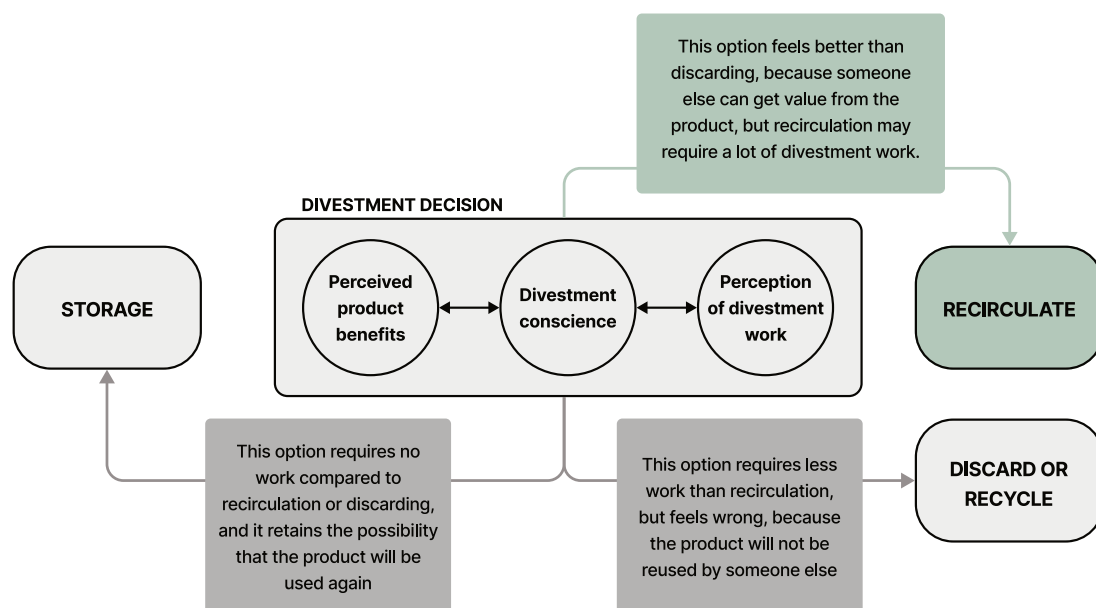 This option feels better than
discarding, because someone
else can get value from the
product, but recirculation may
require a lot of divestment work.
DIVESTMENT DECISION
STORAGE
Perceived
product
benefits
Divestment
conscience
Perception
of divestment
work
RECIRCULATE
This option requires no
work compared to
recirculation or discarding,
and it retains the possibility
that the product will be
used again
This option requires less
work than recirculation,
but feels wrong, because
the product will not be
reused by someone else
DISCARD OR
RECYCLE